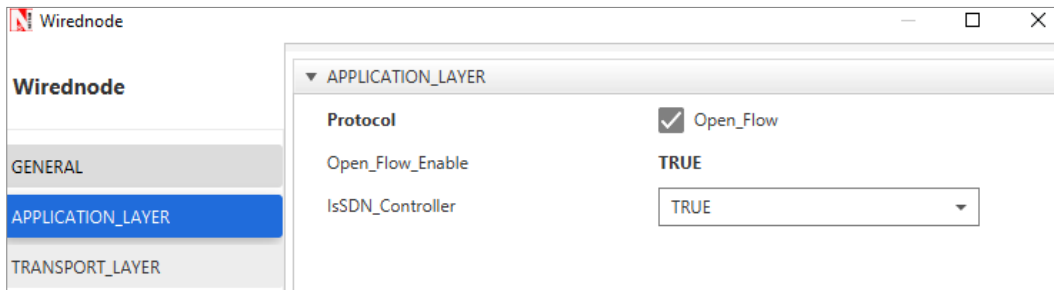 Wirednode
Wirednode
GENERAL
APPLICATION_LAYER
TRANSPORT_LAYER
APPLICATION_LAYER
Protocol Open_Flow
Open_Flow_Enable TRUE
IsSDN_Controller TRUE